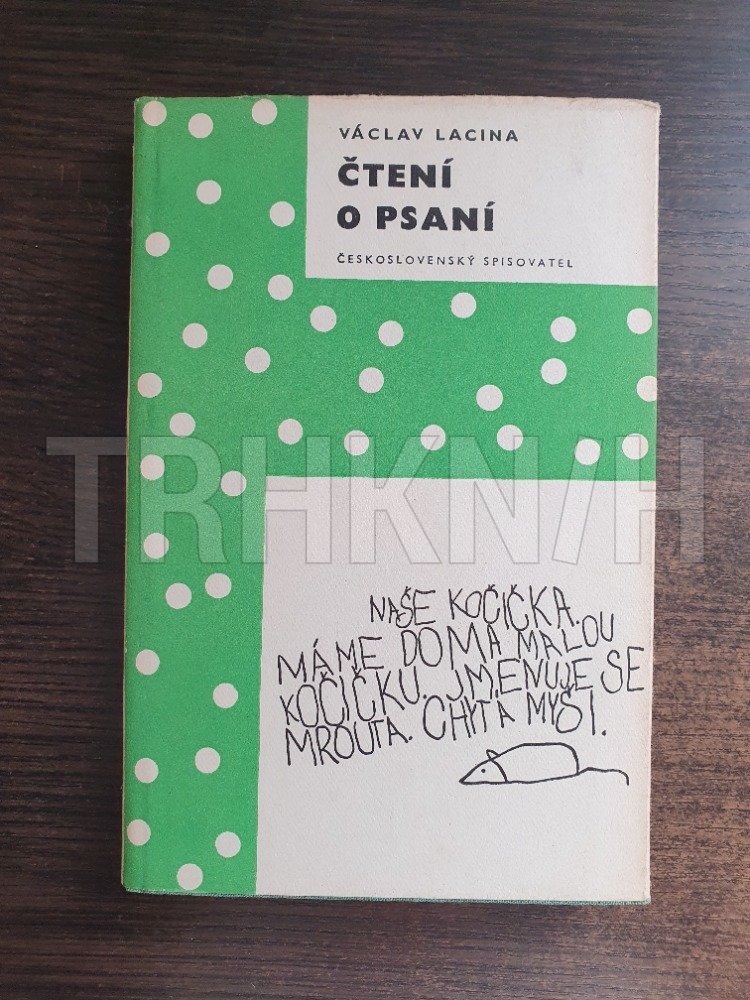 VÁCLAV LACINA
ČTENÍ
O PSANÍ
ČESKOSLOVENSKÝ SPISOVATEL
TRHKNIH
NAŠE KOČIČKA.
MÁME DOMA MALOU
KOČIČKU. JMENUJE SE
MROUTA. CHYTÁ MYŠI.